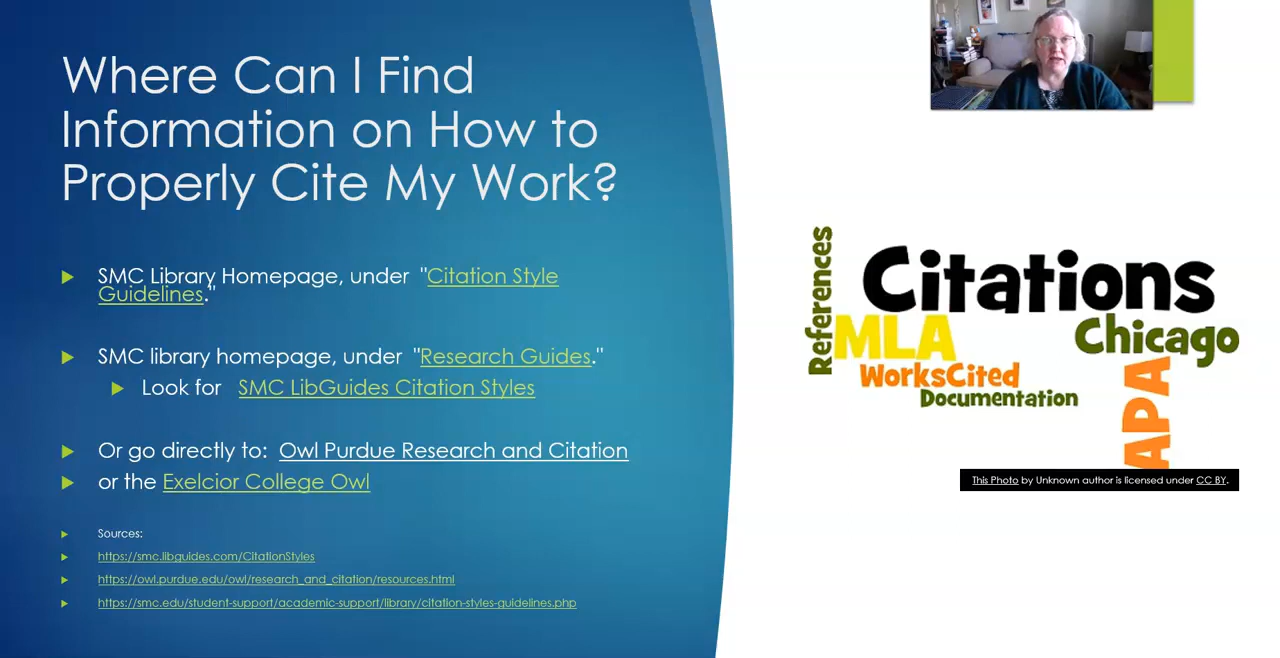 Where Can I Find
Information on How to
Properly Cite My Work?
SMC Library Homepage, under "Citation Style
Guidelines."
SMC library homepage, under "Research Guides."
Look for SMC LibGuides Citation Styles
Or go directly to: Owl Purdue Research and Citation
or the Exelcior College Owl
Sources:
https://smc.libguides.com/CitationStyles
https://owl.purdue.edu/owl/research_and_citation/resources.html
https://smc.edu/student-support/academic-support/library/citation-styles-guidelines.php
References
Citations
MLA
Chicago
WorksCited
Documentation
APA
This Photo by Unknown author is licensed under CC BY.